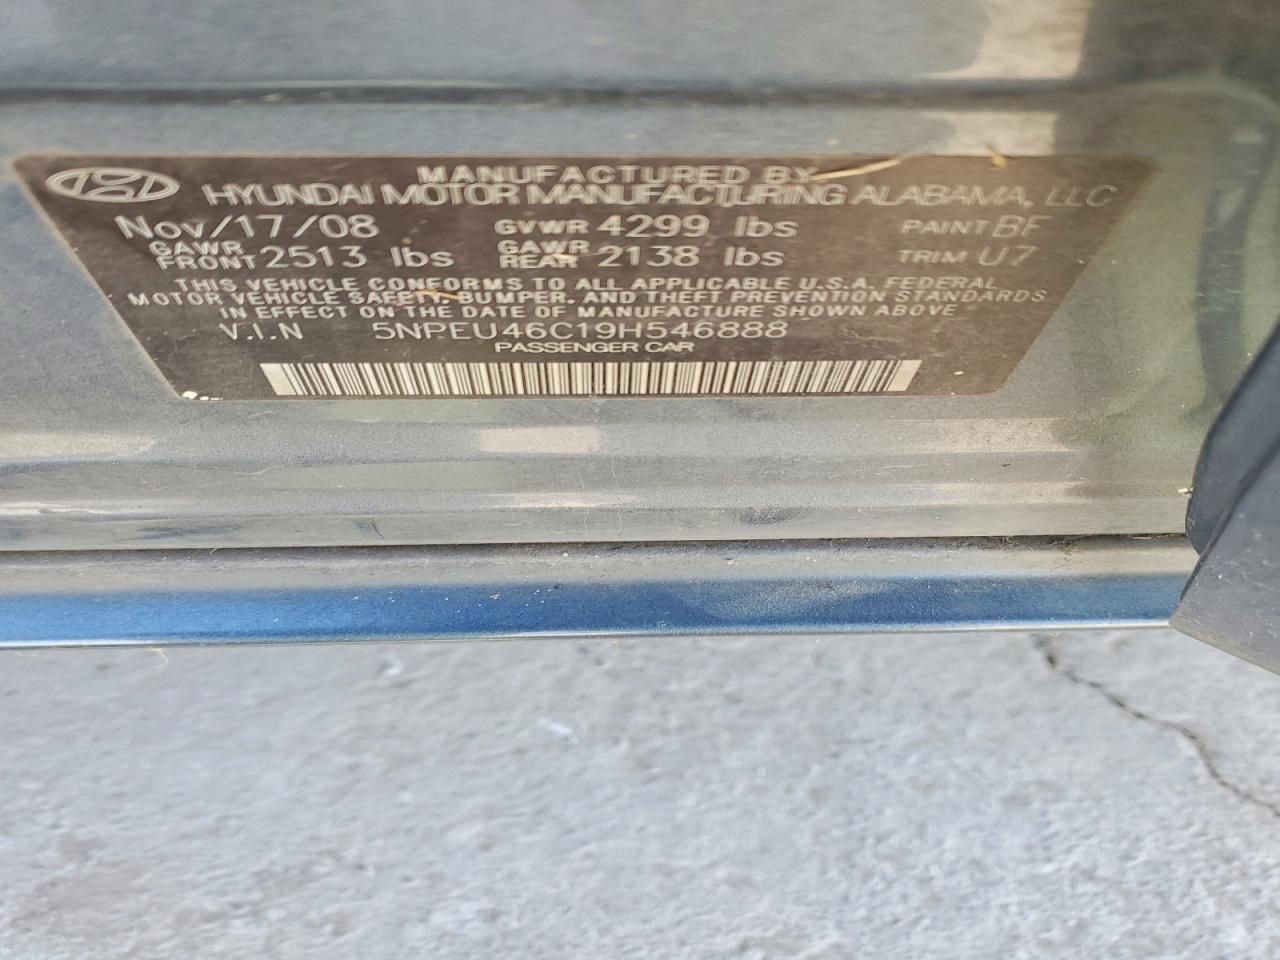 MANUFACTURED BY
HYUNDAI MOTOR MANUFACTURING ALABAMA, LLC
Nov/17/08 GVWR 4299 lbs PAINT BF
GAWR FRONT 2513 lbs GAWR REAR 2138 lbs TRIM U7
THIS VEHICLE CONFORMS TO ALL APPLICABLE U.S.A. FEDERAL
MOTOR VEHICLE SAFETY, BUMPER, AND THEFT PREVENTION STANDARDS
IN EFFECT ON THE DATE OF MANUFACTURE SHOWN ABOVE
V.I.N 5NPEU46C19H546888
PASSENGER CAR